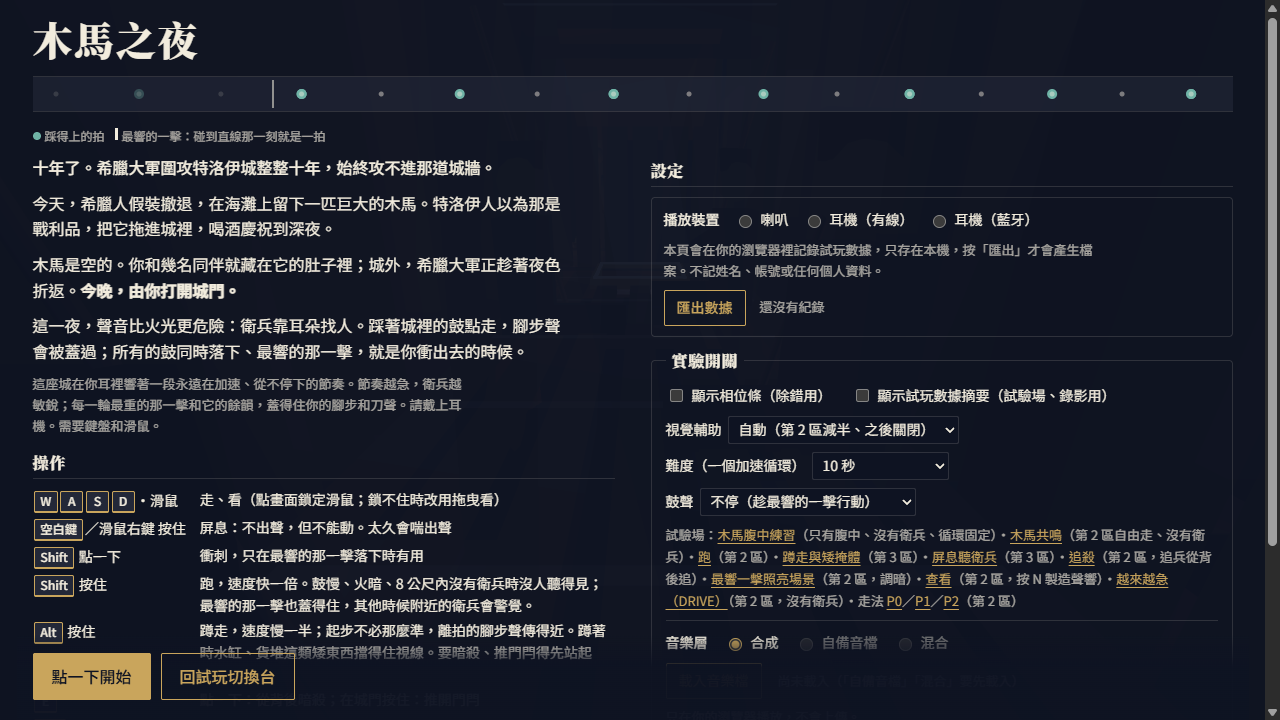 木馬之夜
踩得上的拍 最響的一擊：碰到直線那一刻就是一拍
十年了。希臘大軍圍攻特洛伊城整整十年，始終攻不進那道城牆。
今天，希臘人假裝撤退，在海灘上留下一匹巨大的木馬。特洛伊人以為那是
戰利品，把它拖進城裡，喝酒慶祝到深夜。
木馬是空的。你和幾名同伴就藏在它的肚子裡；城外，希臘大軍正趁著夜色
折返。今晚，由你打開城門。
這一夜，聲音比火光更危險：衛兵靠耳朵找人。踩著城裡的鼓點走，腳步聲
會被蓋過；所有的鼓同時落下、最響的那一擊，就是你衝出去的時候。
這座城在你耳裡響著一段永遠在加速、從不停下的節奏。節奏越急，衛兵越
敏銳；每一輪最重的那一擊和它的餘韻，蓋得住你的腳步和刀聲。請戴上耳
機。需要鍵盤和滑鼠。
操作
W A S D・滑鼠 走、看（點畫面鎖定滑鼠；鎖不住時改用拖曳看）
空白鍵／滑鼠右鍵 按住 屏息：不出聲，但不能動。太久會喘出聲
Shift 點一下 衝刺，只在最響的那一擊落下時有用
Shift 按住 跑，速度快一倍。鼓慢、火暗、8 公尺內沒有衛兵時沒人聽得見；
最響的那一擊也蓋得住，其他時候附近的衛兵會警覺。
Alt 按住 蹲走，速度慢一半；起步不必那麼準，離拍的腳步聲傳得近。蹲著
時水缸、貨堆這類矮東西擋得住視線。要暗殺、推門門得先站起
點一下開始 回試玩切換台
設定
播放裝置 喇叭 耳機（有線） 耳機（藍牙）
本頁會在你的瀏覽器裡記錄試玩數據，只存在本機，按「匯出」才會產生檔
案。不記姓名、帳號或任何個人資料。
匯出數據 還沒有紀錄
實驗開關
顯示相位條（除錯用） 顯示試玩數據摘要（試驗場、錄影用）
視覺輔助 自動（第 2 區減半、之後關閉）
難度（一個加速循環） 10 秒
鼓聲 不停（趁最響的一擊行動）
試驗場：木馬腹中練習（只有腹中、沒有衛兵、循環固定）・木馬共鳴（第 2 區自由走、沒有衛
兵）・跑（第 2 區）・蹲走與矮掩體（第 3 區）・屏息聽衛兵（第 3 區）・追殺（第 2 區，追兵從背
後追）・最響一擊照亮場景（第 2 區，調暗）・查看（第 2 區，按 N 製造聲響）・越來越急
（DRIVE）（第 2 區，沒有衛兵）・走法 P0／P1／P2（第 2 區）
音樂層 合成 自備音檔 混合